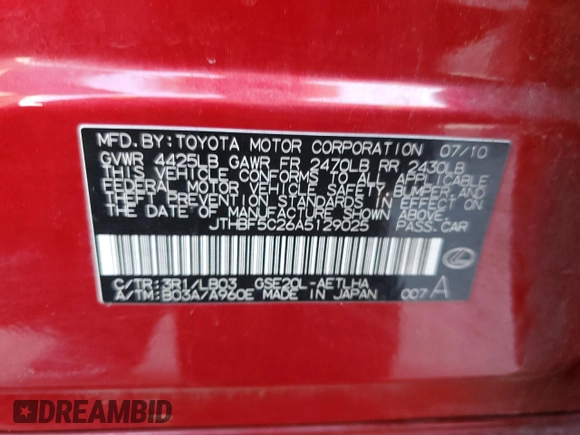 MFD.BY:TOYOTA MOTOR CORPORATION 07/10
GVWR 4425LB GAWR FR 2470LB RR 2430LB
THIS VEHICLE CONFORMS TO ALL APPLICABLE
FEDERAL MOTOR VEHICLE SAFETY, BUMPER, AND
THEFT PREVENTION STANDARDS IN EFFECT ON
THE DATE OF MANUFACTURE SHOWN ABOVE.
JTHBF5C26A5129025 PASS.CAR
C/TR:3R1/LB03 GSE20L-AETLHA
A/TM:B03A/A960E MADE IN JAPAN 007A
DREAMBID